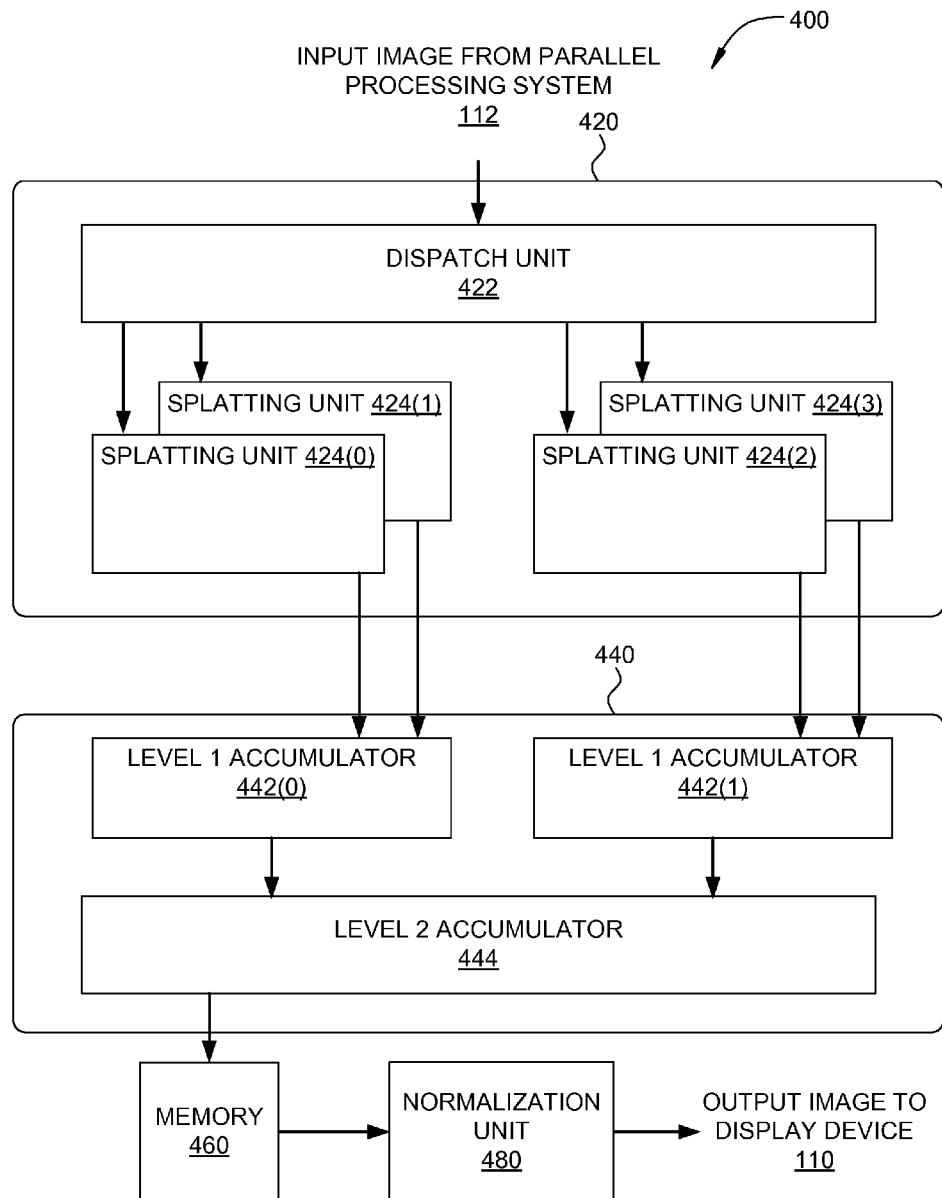 400
INPUT IMAGE FROM PARALLEL
PROCESSING SYSTEM
112
420
DISPATCH UNIT
422
SPLATTING UNIT 424(1)
SPLATTING UNIT 424(0)
SPLATTING UNIT 424(3)
SPLATTING UNIT 424(2)
440
LEVEL 1 ACCUMULATOR
442(0)
LEVEL 1 ACCUMULATOR
442(1)
LEVEL 2 ACCUMULATOR
444
MEMORY
460
NORMALIZATION
UNIT
480
OUTPUT IMAGE TO
DISPLAY DEVICE
110